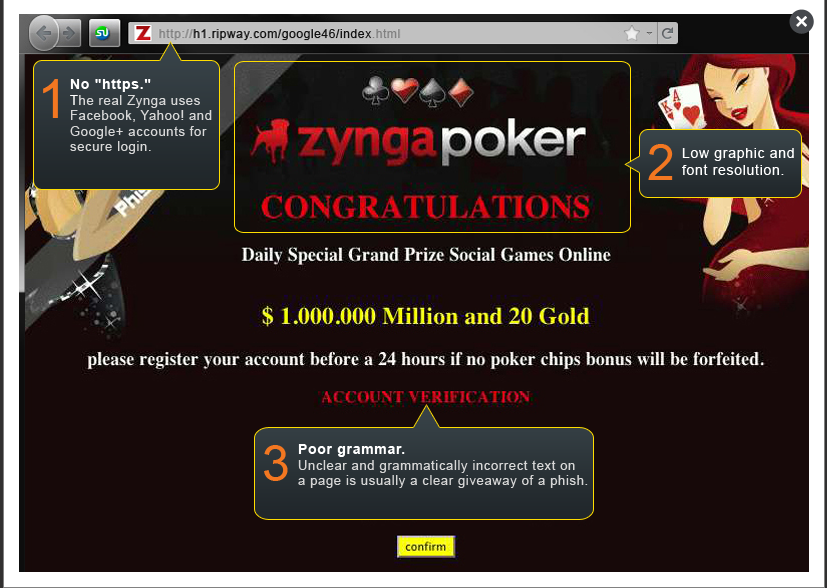 http://h1.ripway.com/google46/index.html
1
No "https."
The real Zynga uses
Facebook, Yahoo! and
Google+ accounts for
secure login.
zyngapoker
K A
2
Low graphic and
font resolution.
CONGRATULATIONS
Daily Special Grand Prize Social Games Online
$ 1.000.000 Million and 20 Gold
please register your account before a 24 hours if no poker chips bonus will be forfeited.
ACCOUNT VERIFICATION
3
Poor grammar.
Unclear and grammatically incorrect text on
a page is usually a clear giveaway of a phish.
confirm